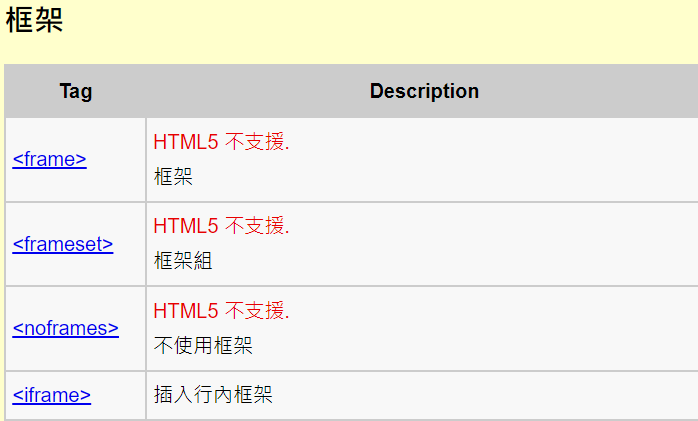 框架
Tag Description
<frame>
HTML5 不支援.
框架
<frameset>
HTML5 不支援.
框架組
<noframes>
HTML5 不支援.
不使用框架
<iframe> 插入行內框架